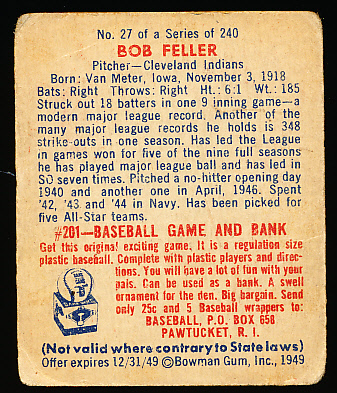 No. 27 of a Series of 240
BOB FELLER
Pitcher—Cleveland Indians
Born: Van Meter, Iowa, November 3, 1918
Bats: Right Throws: Right Ht.: 6:1 Wt.: 185
Struck out 18 batters in one 9 inning game—a
modern major league record. Another of the
many major league records he holds is 348
strike-outs in one season. Has led the League
in games won for five of the nine full seasons
he has played major league ball and has led in
SO seven times. Pitched a no-hitter opening day
1940 and another one in April, 1946. Spent
'42, '43 and '44 in Navy. Has been picked for
five All-Star teams.
#201—BASEBALL GAME AND BANK
Get this original exciting game. It is a regulation size
plastic baseball. Complete with plastic players and direc-
tions. You will have a lot of fun with your
pals. Can be used as a bank. A swell
ornament for the den. Big bargain. Send
only 25c and 5 Baseball wrappers to:
BASEBALL, P.O. BOX 658
PAWTUCKET, R. I.
(Not valid where contrary to State laws)
Offer expires 12/31/49 ©Bowman Gum, Inc., 1949